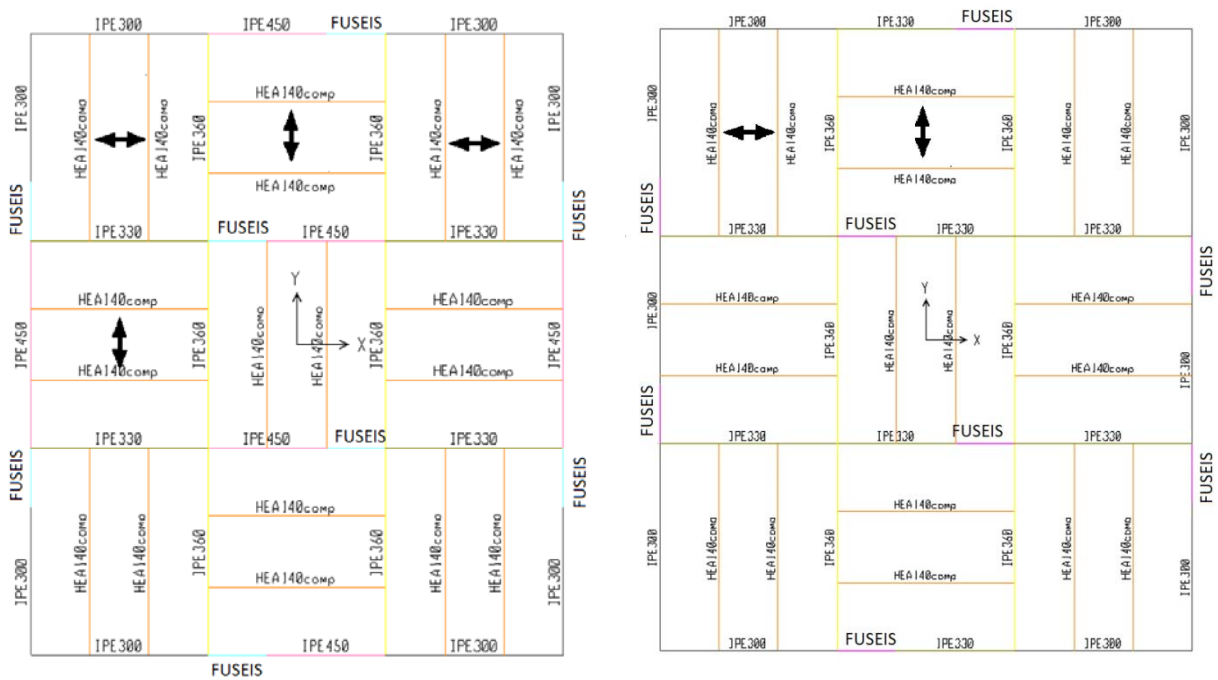 IPE300 IPE450 FUSEIS IPE300
IPE300 HEA140comp HEA140comp IPE360 HEA140comp IPE360 HEA140comp HEA140comp IPE300
HEA140comp
FUSEIS IPE330 FUSEIS IPE450 IPE330 FUSEIS
IPE450 HEA140comp IPE360 HEA140comp Y HEA140comp X IPE360 HEA140comp IPE450
HEA140comp HEA140comp
FUSEIS IPE330 IPE450 FUSEIS IPE330 FUSEIS
IPE300 HEA140comp HEA140comp IPE360 HEA140comp IPE360 HEA140comp HEA140comp IPE300
HEA140comp
IPE300 FUSEIS IPE450 IPE300
IPE300 IPE330 FUSEIS IPE300
IPE300 HEA140comp HEA140comp IPE360 HEA140comp IPE360 HEA140comp HEA140comp IPE300
HEA140comp
FUSEIS IPE330 FUSEIS IPE330 IPE330 FUSEIS
IPE300 HEA140comp IPE360 HEA140comp Y HEA140comp X IPE360 HEA140comp IPE300
HEA140comp HEA140comp
FUSEIS IPE330 IPE330 FUSEIS IPE330 FUSEIS
IPE300 HEA140comp HEA140comp IPE360 HEA140comp IPE360 HEA140comp HEA140comp IPE300
HEA140comp
IPE300 FUSEIS IPE330 IPE300